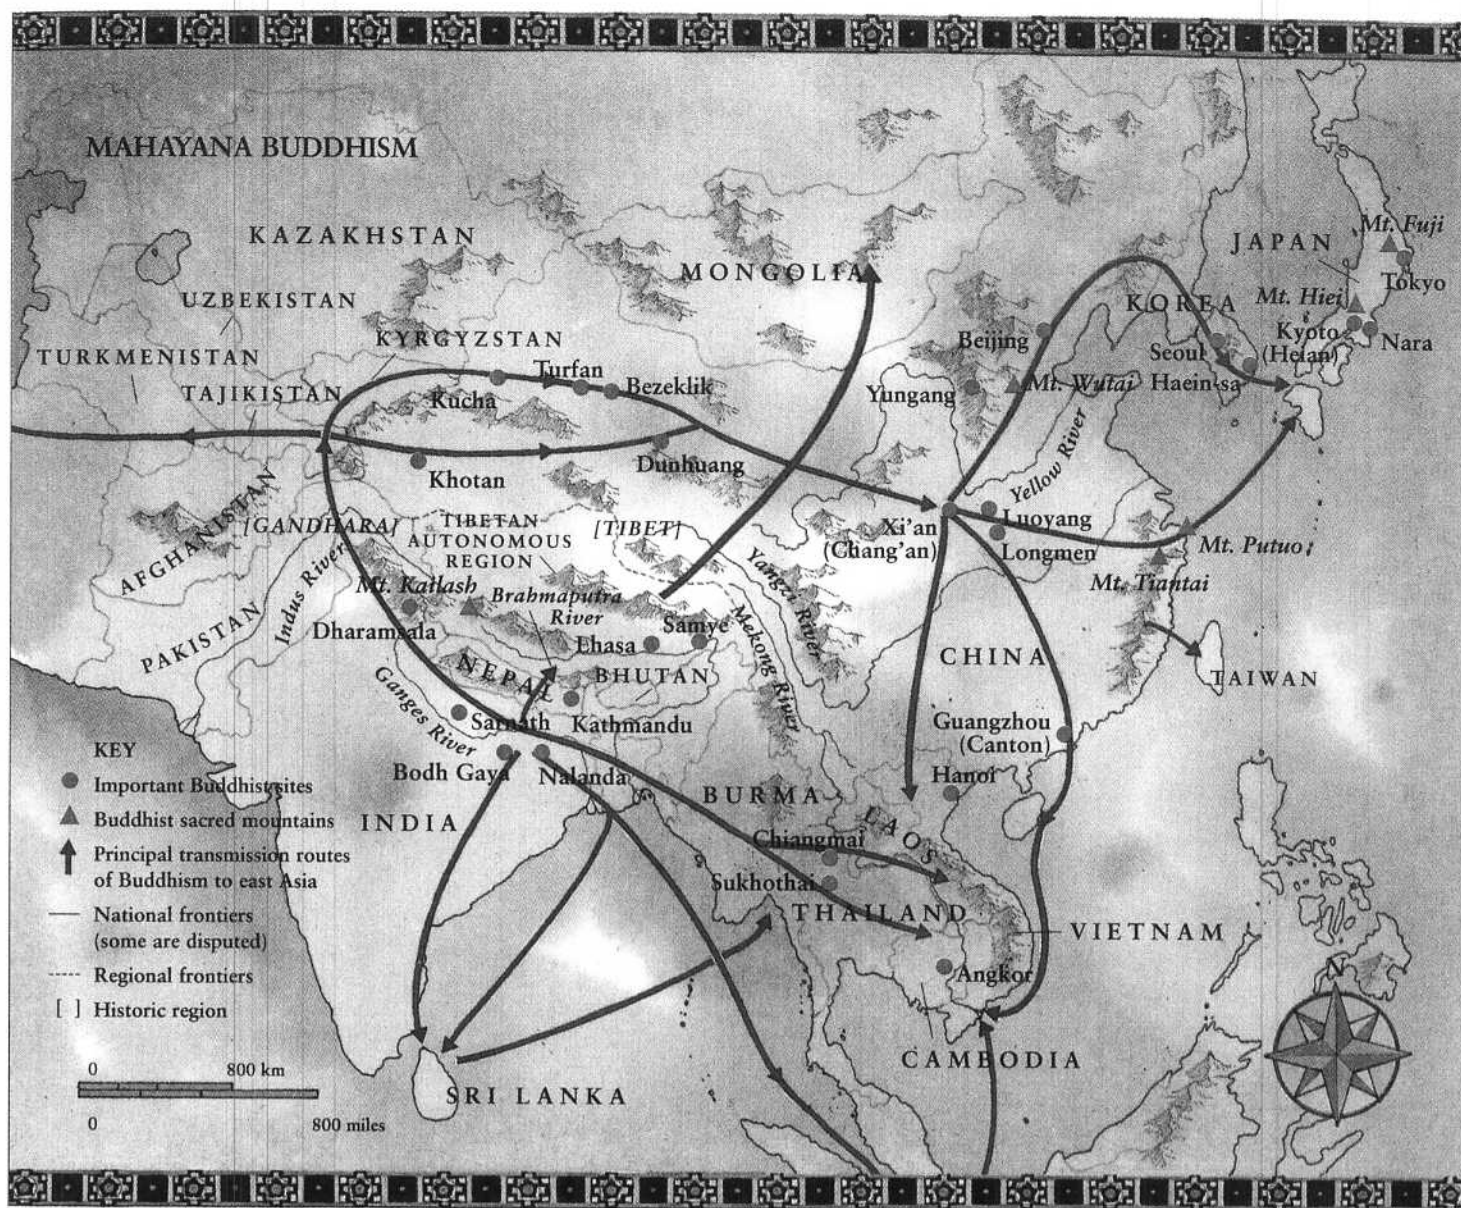 MAHAYANA BUDDHISM
KAZAKHSTAN
UZBEKISTAN
KYRGYZSTAN
TURKMENISTAN
TAJIKISTAN
MONGOLIA
JAPAN
Mt. Fuji
Tokyo
Mt. Hiei
KOREA
Kyoto
(Heian)
Nara
Beijing
Seoul
Haein-sa
Turfan
Bezeklik
Kucha
Yungang
Mt. Wutai
Khotan
Dunhuang
Yellow River
AFGHANISTAN
[GANDHARA]
TIBETAN
AUTONOMOUS
REGION
[TIBET]
Xi'an
(Chang'an)
Luoyang
Longmen
Mt. Putuo
Mt. Tiantai
Indus River
Mt. Kailash
Brahmaputra
River
Yangzi River
Mekong River
PAKISTAN
Dharamsala
Lhasa
Samye
CHINA
TAIWAN
NEPAL
BHUTAN
Ganges River
Sarnath
Kathmandu
Guangzhou
(Canton)
Bodh Gaya
Nalanda
Hanoi
INDIA
BURMA
LAOS
Chiangmai
Sukhothai
THAILAND
VIETNAM
Angkor
CAMBODIA
SRI LANKA
N
KEY
Important Buddhist sites
Buddhist sacred mountains
Principal transmission routes
of Buddhism to east Asia
National frontiers
(some are disputed)
Regional frontiers
[ ] Historic region
0 800 km
0 800 miles